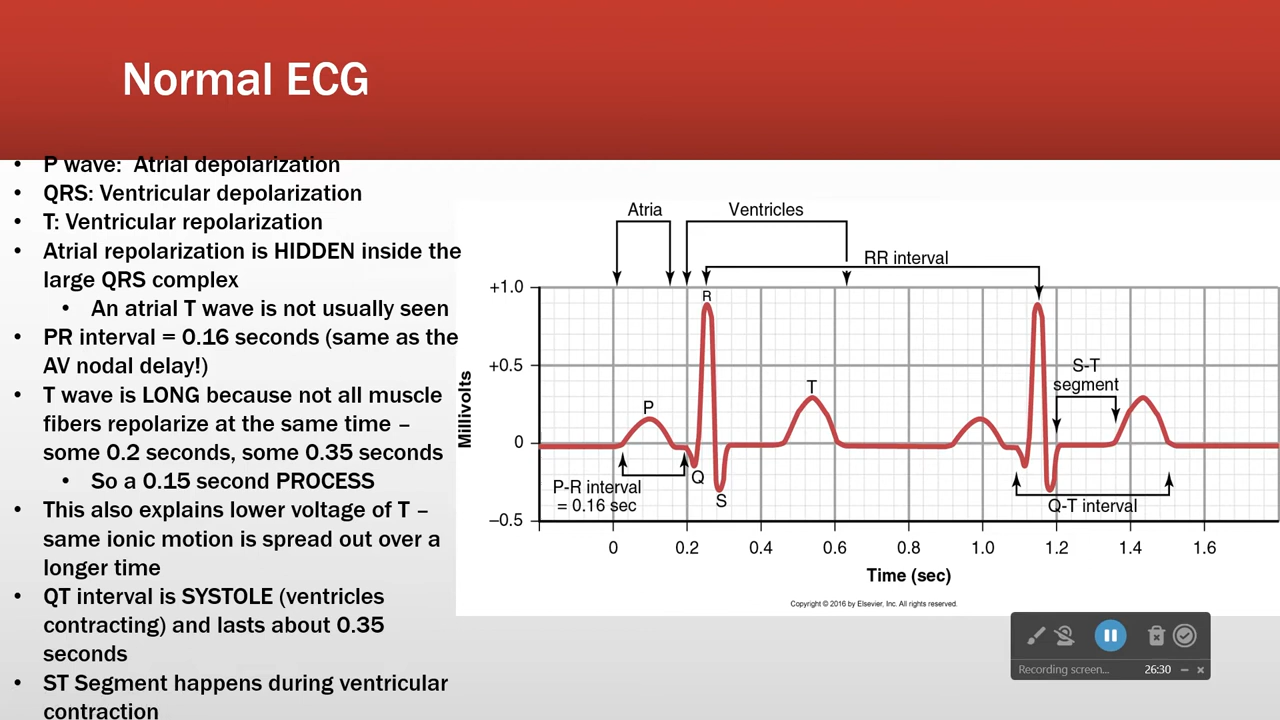 Normal ECG
• P wave:  Atrial depolarization
• QRS: Ventricular depolarization
• T: Ventricular repolarization
• Atrial repolarization is HIDDEN inside the
large QRS complex
• An atrial T wave is not usually seen
• PR interval = 0.16 seconds (same as the
AV nodal delay!)
• T wave is LONG because not all muscle
fibers repolarize at the same time –
some 0.2 seconds, some 0.35 seconds
• So a 0.15 second PROCESS
• This also explains lower voltage of T –
same ionic motion is spread out over a
longer time
• QT interval is SYSTOLE (ventricles
contracting) and lasts about 0.35
seconds
• ST Segment happens during ventricular
contraction
Atria
Ventricles
RR interval
+1.0
R
+0.5
S-T
segment
Millivolts
P
T
0
Q
P-R interval
= 0.16 sec
S
Q-T interval
–0.5
0 0.2 0.4 0.6 0.8 1.0 1.2 1.4 1.6
Time (sec)
Copyright © 2016 by Elsevier, Inc. All rights reserved.
Recording screen... 26:30